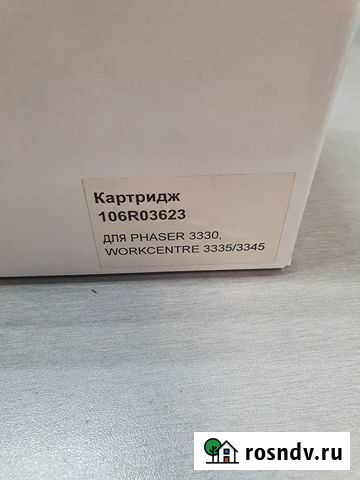 Картридж
106R03623
ДЛЯ PHASER 3330,
WORKCENTRE 3335/3345
rosndv.ru